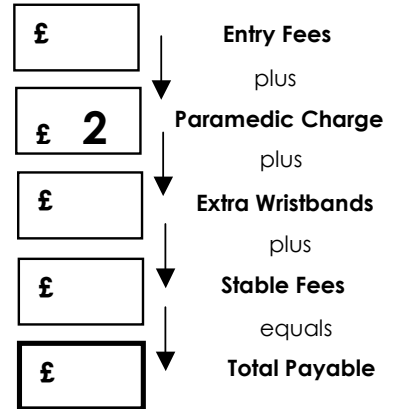 £ Entry Fees
plus
£ 2 Paramedic Charge
plus
£ Extra Wristbands
plus
£ Stable Fees
equals
£ Total Payable